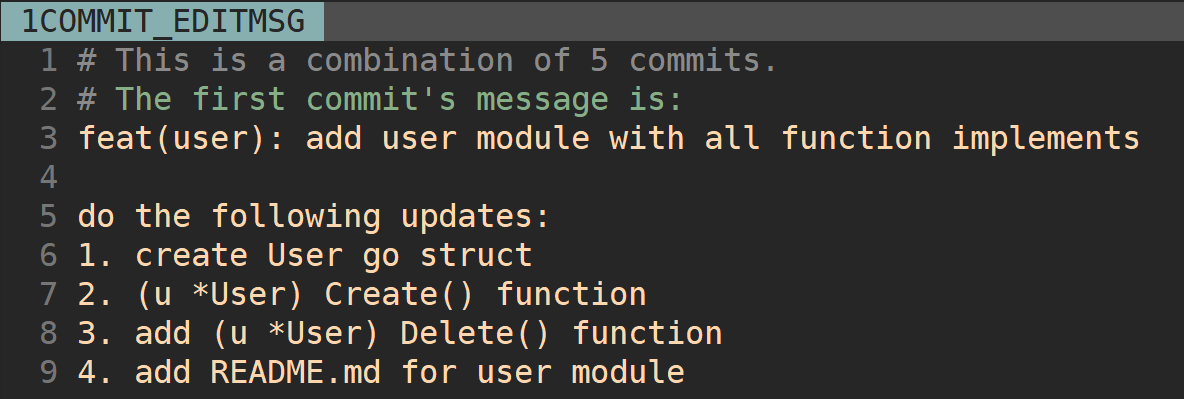 1COMMIT_EDITMSG
1 # This is a combination of 5 commits.
2 # The first commit's message is:
3 feat(user): add user module with all function implements
4
5 do the following updates:
6 1. create User go struct
7 2. (u *User) Create() function
8 3. add (u *User) Delete() function
9 4. add README.md for user module